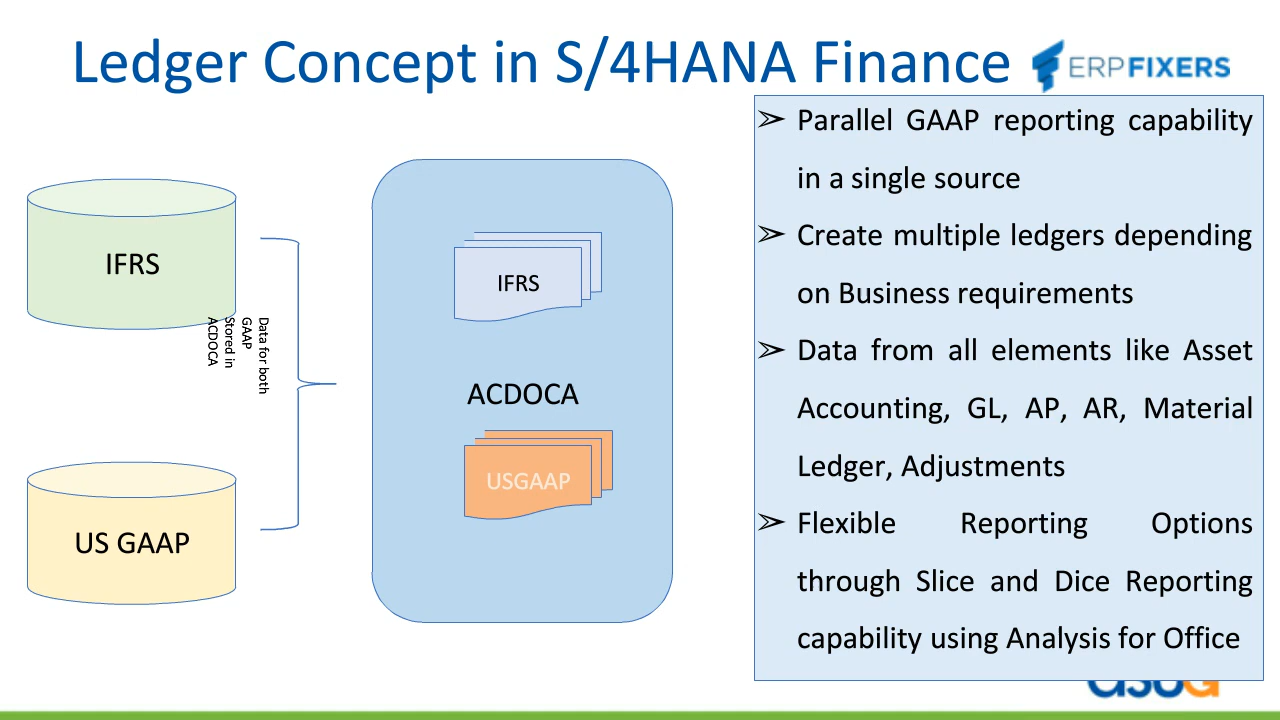 Ledger Concept in S/4HANA Finance
ERPFIXERS
IFRS
US GAAP
Data for both
GAAP
Stored in
ACDOCA
IFRS
ACDOCA
USGAAP
➢ Parallel GAAP reporting capability
in a single source
➢ Create multiple ledgers depending
on Business requirements
➢ Data from all elements like Asset
Accounting, GL, AP, AR, Material
Ledger, Adjustments
➢ Flexible Reporting Options
through Slice and Dice Reporting
capability using Analysis for Office